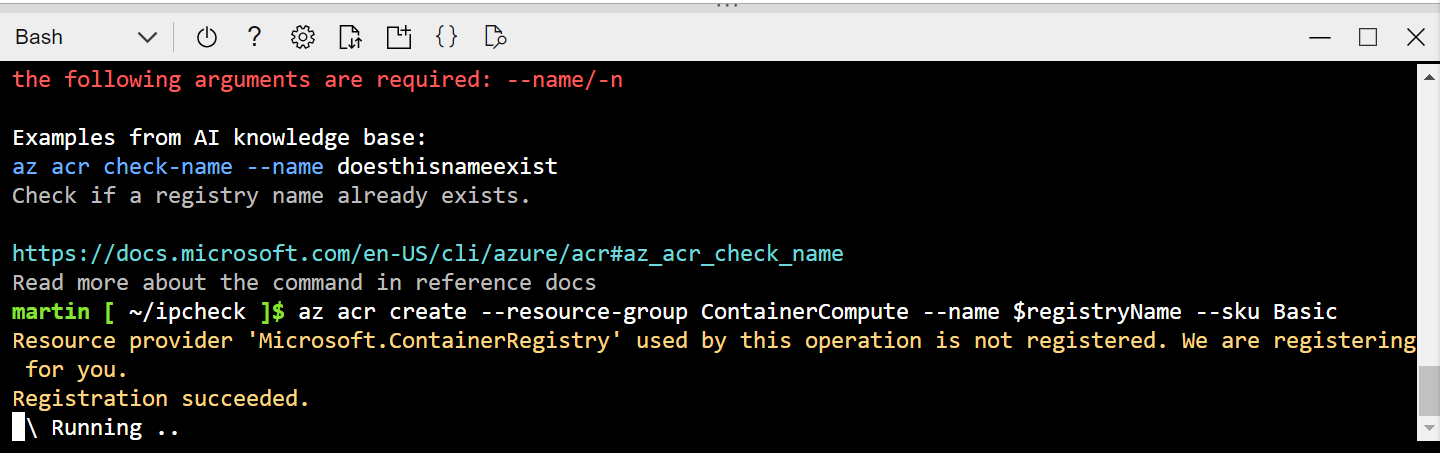 Bash
the following arguments are required: --name/-n
Examples from AI knowledge base:
az acr check-name --name doesthisnameexist
Check if a registry name already exists.
https://docs.microsoft.com/en-US/cli/azure/acr#az_acr_check_name
Read more about the command in reference docs
martin [ ~/ipcheck ]$ az acr create --resource-group ContainerCompute --name $registryName --sku Basic
Resource provider 'Microsoft.ContainerRegistry' used by this operation is not registered. We are registering
for you.
Registration succeeded.
\ Running ..